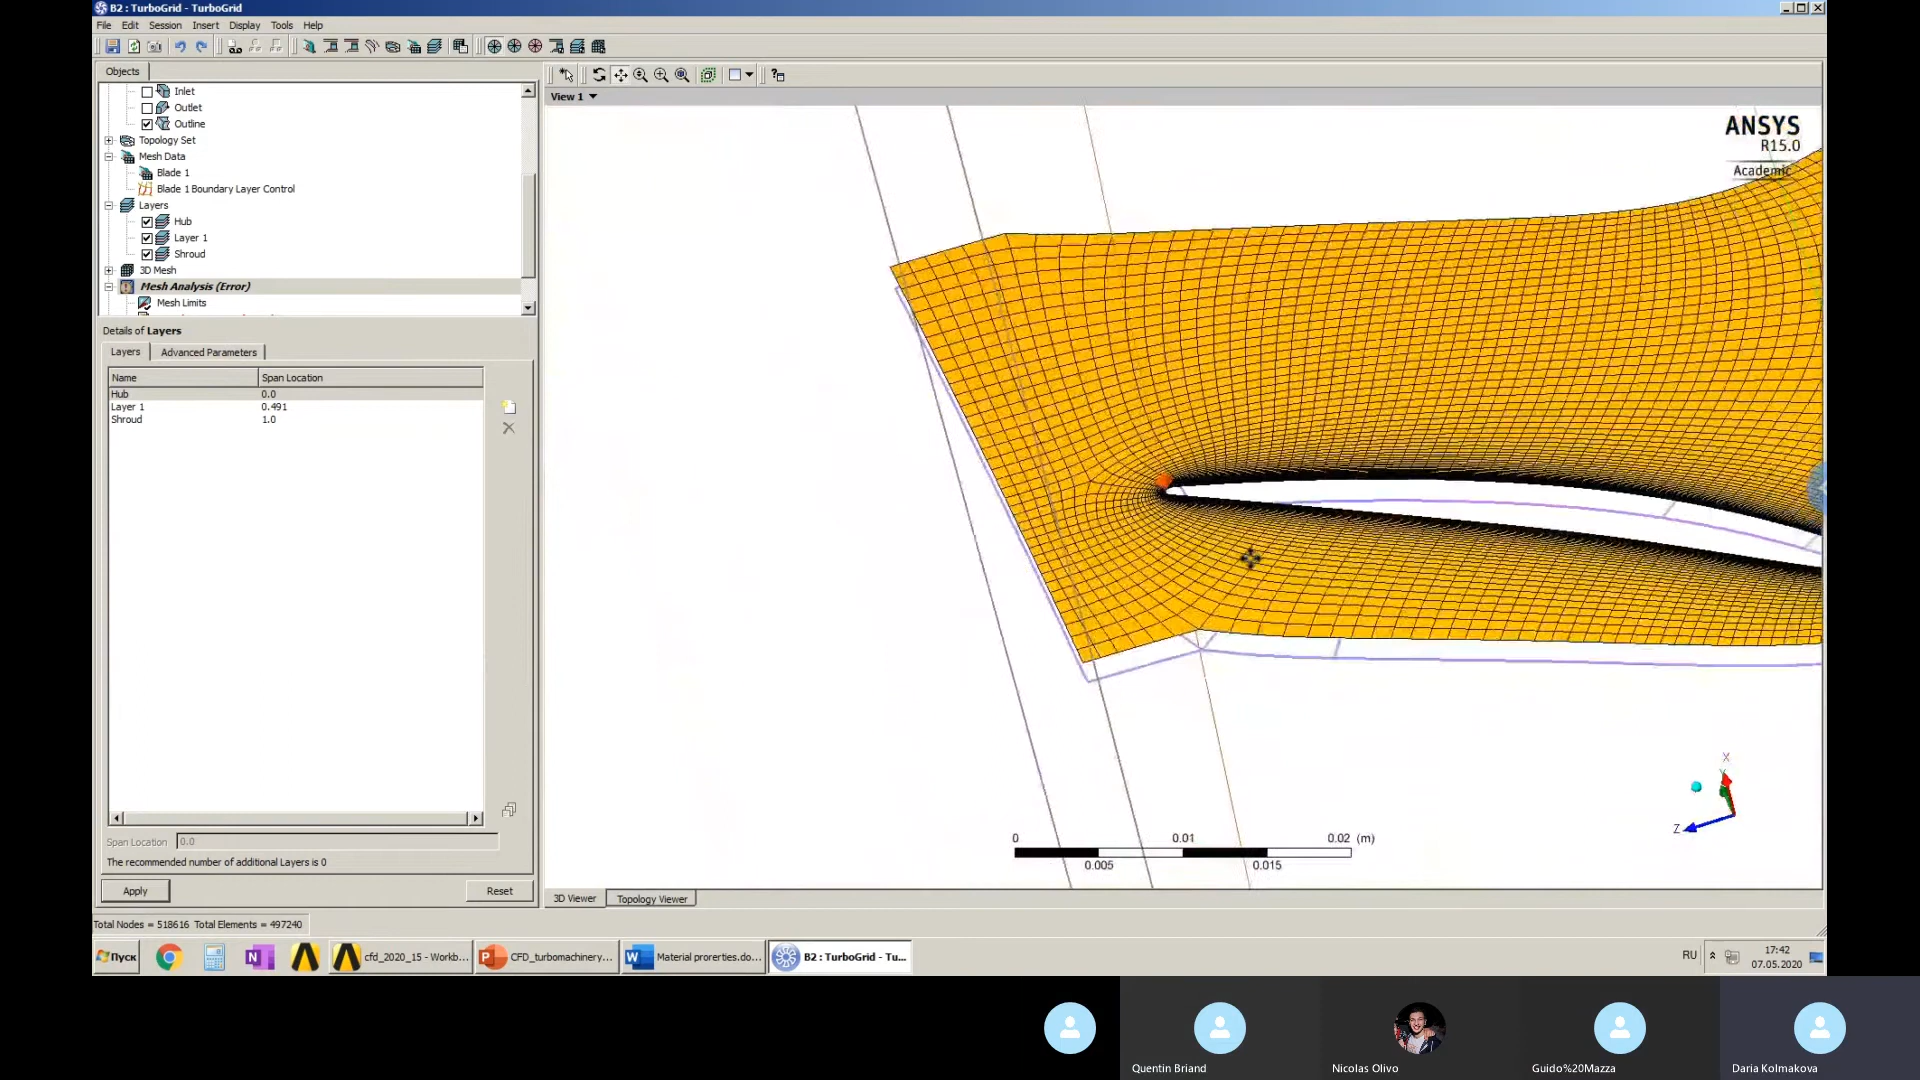 B2 : TurboGrid - TurboGrid
File Edit Session Insert Display Tools Help
Objects
Inlet
Outlet
Outline
Topology Set
Mesh Data
Blade 1
Blade 1 Boundary Layer Control
Layers
Hub
Layer 1
Shroud
3D Mesh
Mesh Analysis (Error)
Mesh Limits
Details of Layers
Layers Advanced Parameters
Name Span Location
Hub 0.0
Layer 1 0.491
Shroud 1.0
Span Location 0.0
The recommended number of additional Layers is 0
Apply Reset
View 1
ANSYS
R15.0
Academic
X
Y
Z
0 0.01 0.02 (m)
0.005 0.015
3D Viewer Topology Viewer
Total Nodes = 518616 Total Elements = 497240
Пуск cfd_2020_15 - Workb... CFD_turbomachinery... Material prorerties.do... B2 : TurboGrid - Tu... RU 17:42
07.05.2020
Quentin Briand Nicolas Olivo Guido%20Mazza Daria Kolmakova